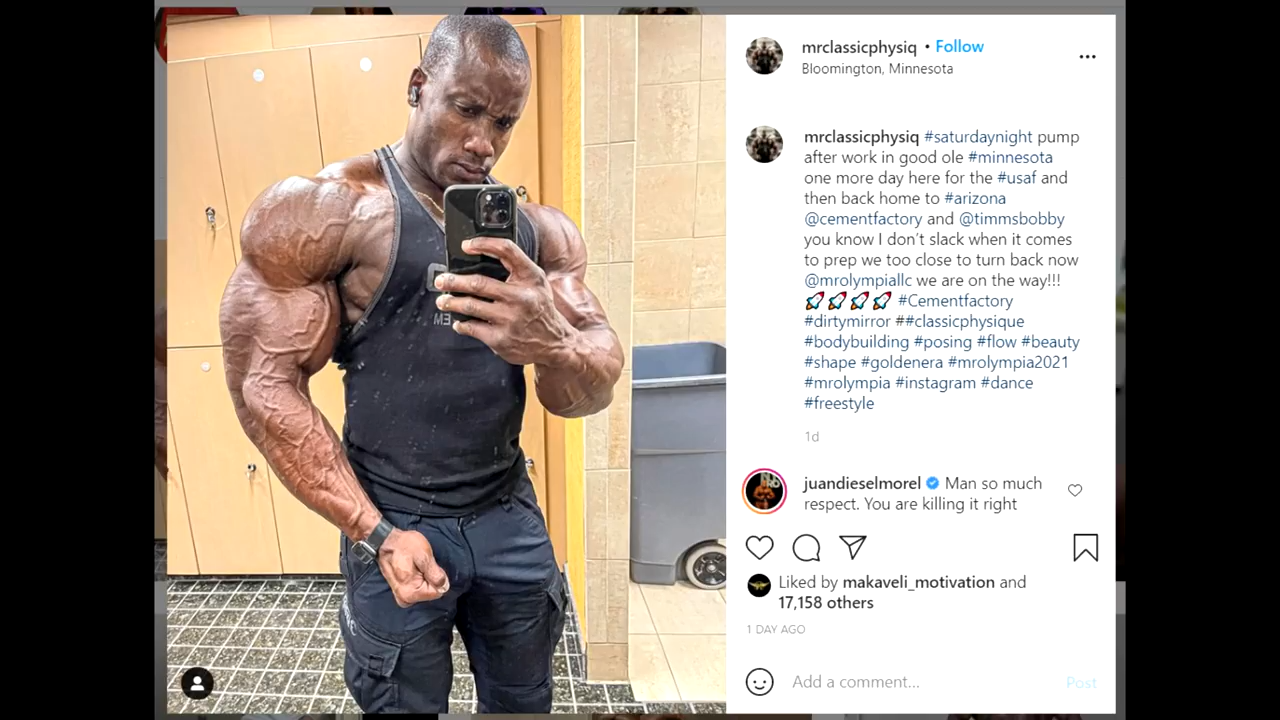 mrclassicphysiq • Follow
Bloomington, Minnesota
mrclassicphysiq #saturdaynight pump
after work in good ole #minnesota
one more day here for the #usaf and
then back home to #arizona
@cementfactory and @timmsbobby
you know I don't slack when it comes
to prep we too close to turn back now
@mrolympiallc we are on the way!!!
🚀🚀🚀🚀 #Cementfactory
#dirtymirror ##classicphysique
#bodybuilding #posing #flow #beauty
#shape #goldenera #mrolympia2021
#mrolympia #instagram #dance
#freestyle
1d
juandieselmorel Man so much
respect. You are killing it right
Liked by makaveli_motivation and
17,158 others
1 DAY AGO
Add a comment...
Post